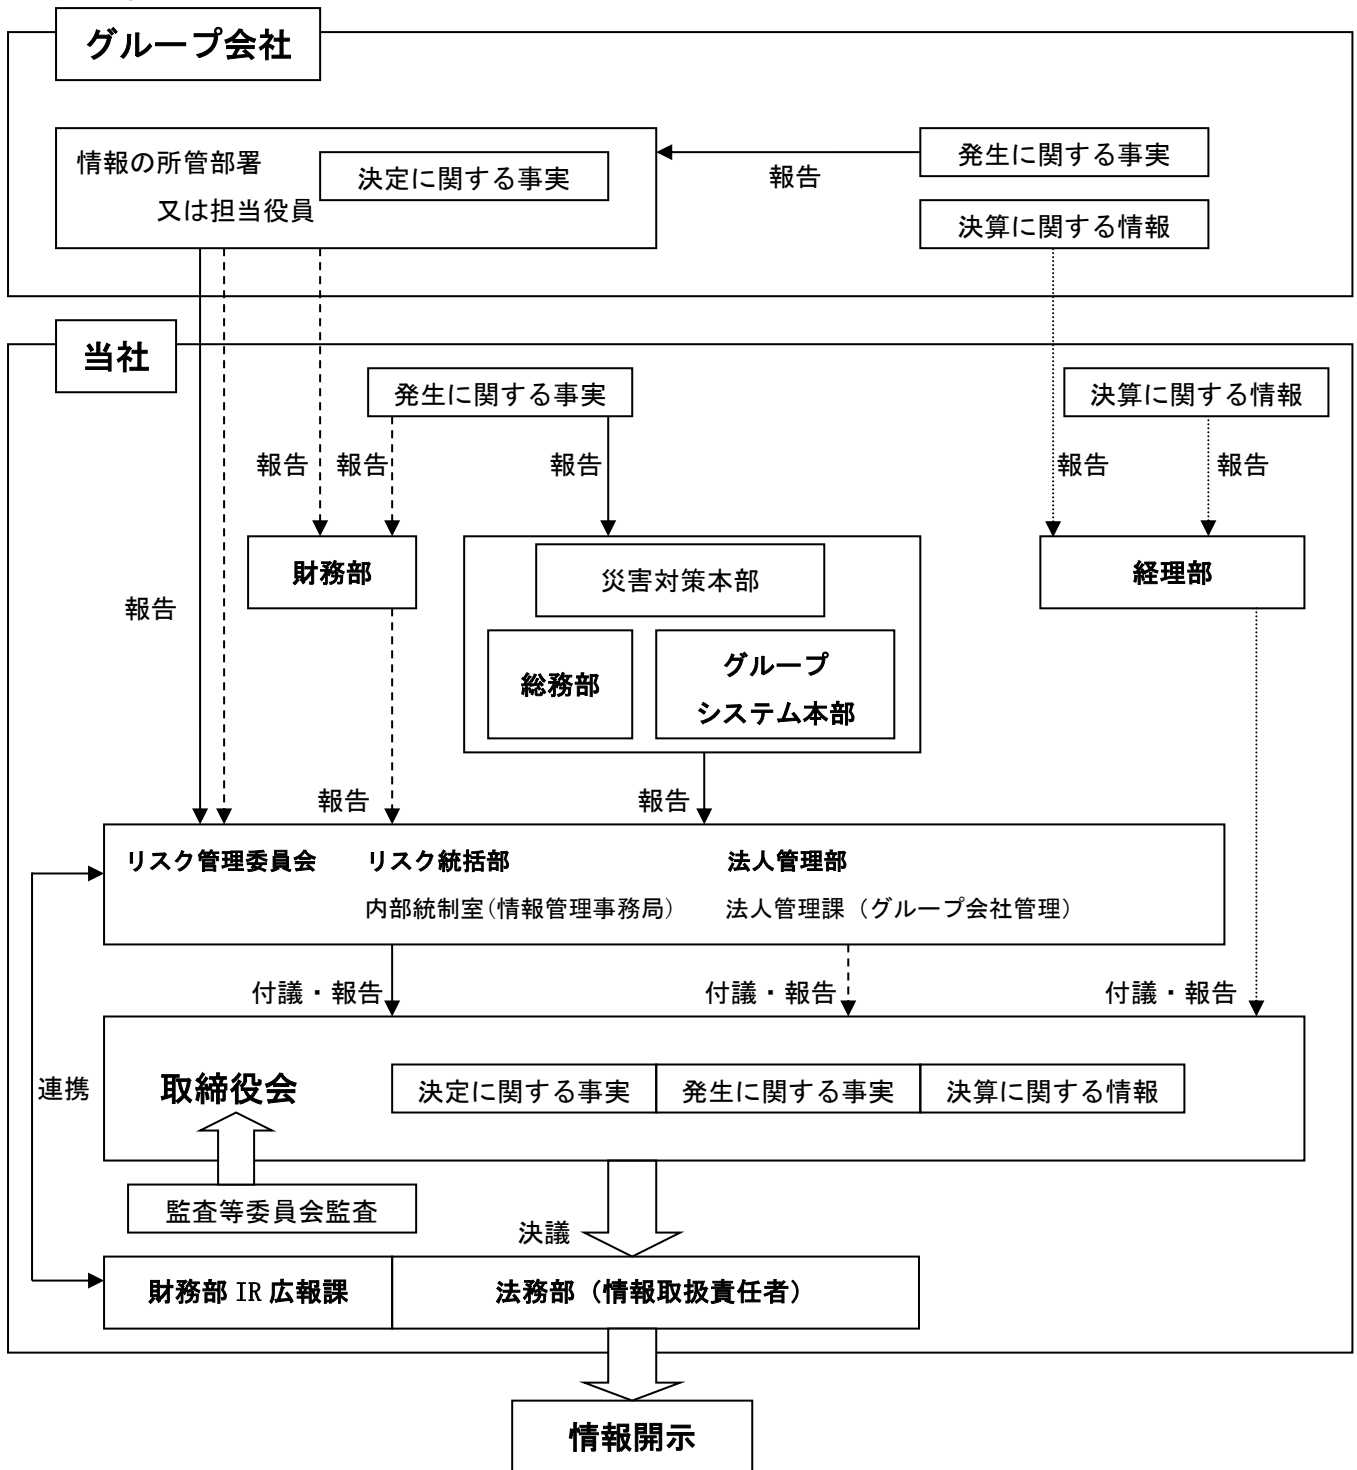 グループ会社
情報の所管部署
又は担当役員
決定に関する事実
報告
発生に関する事実
決算に関する情報
当社
発生に関する事実
決算に関する情報
報告
報告
報告
報告
報告
財務部
災害対策本部
総務部
グループ
システム本部
経理部
報告
報告
報告
リスク管理委員会
リスク統括部
法人管理部
内部統制室(情報管理事務局)
法人管理課（グループ会社管理）
付議・報告
付議・報告
付議・報告
連携
取締役会
決定に関する事実
発生に関する事実
決算に関する情報
監査等委員会監査
決議
財務部 IR 広報課
法務部（情報取扱責任者）
情報開示